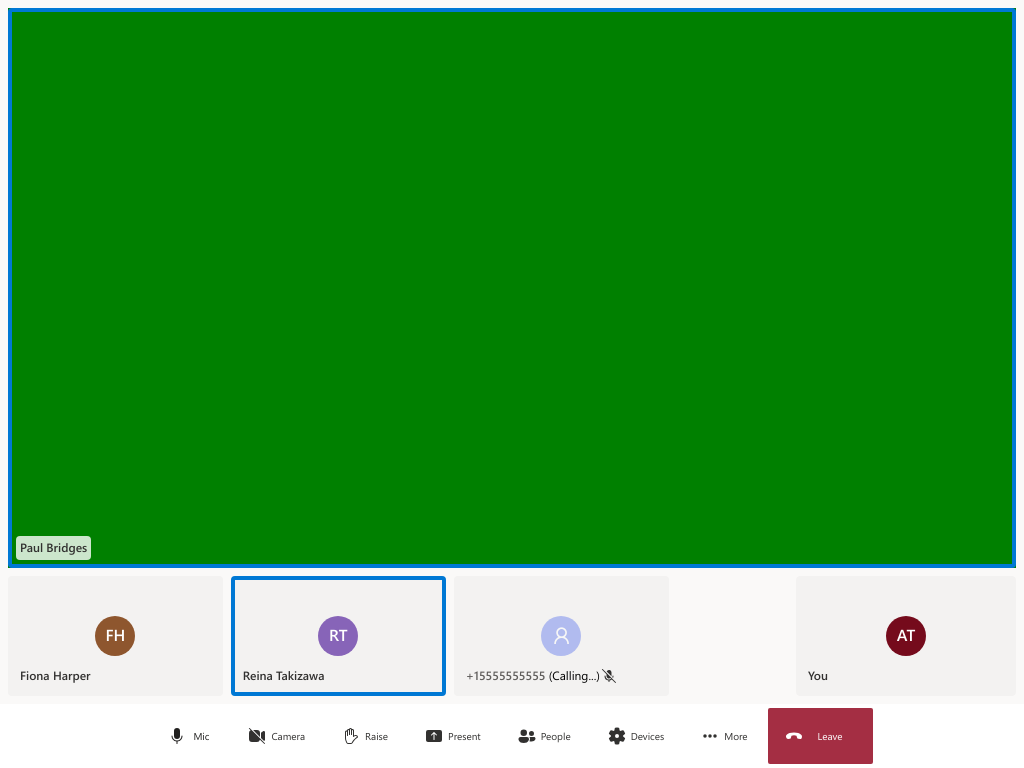 Paul Bridges
FH
Fiona Harper
RT
Reina Takizawa
+15555555555 (Calling...)
AT
You
Mic
Camera
Raise
Present
People
Devices
More
Leave